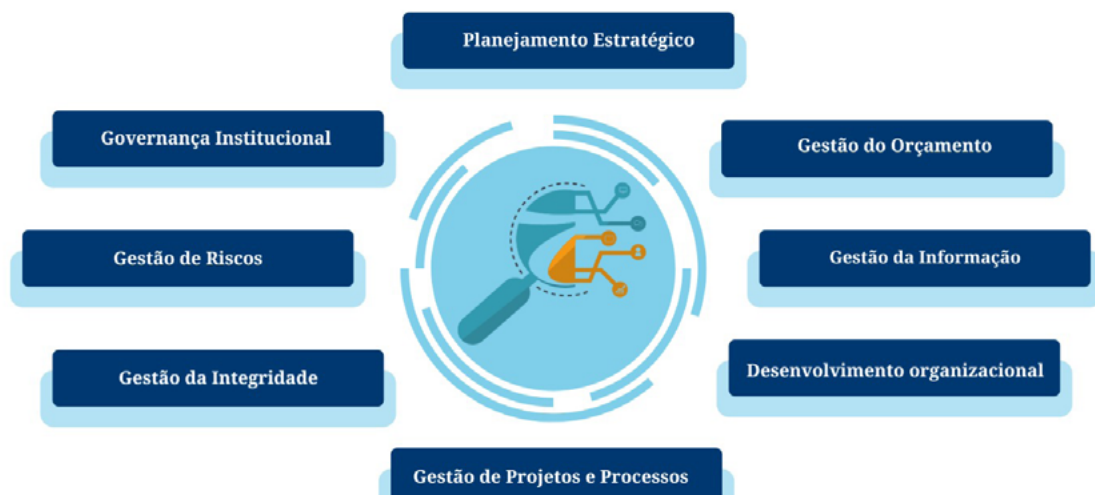 Planejamento Estratégico
Governança Institucional
Gestão do Orçamento
Gestão de Riscos
Gestão da Informação
Gestão da Integridade
Desenvolvimento organizacional
Gestão de Projetos e Processos